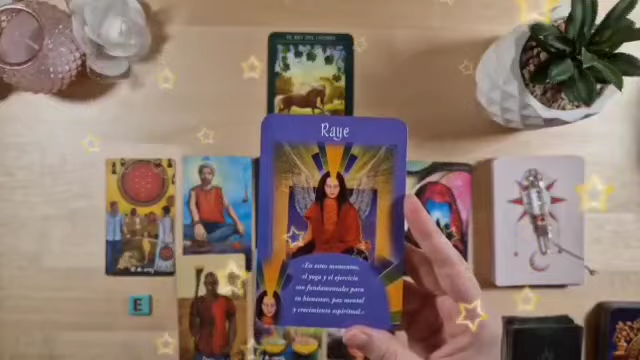 Raye
«En estos momentos,
el yoga y el ejercicio
son fundamentales para
tu bienestar, paz mental
y crecimiento espiritual.»
E